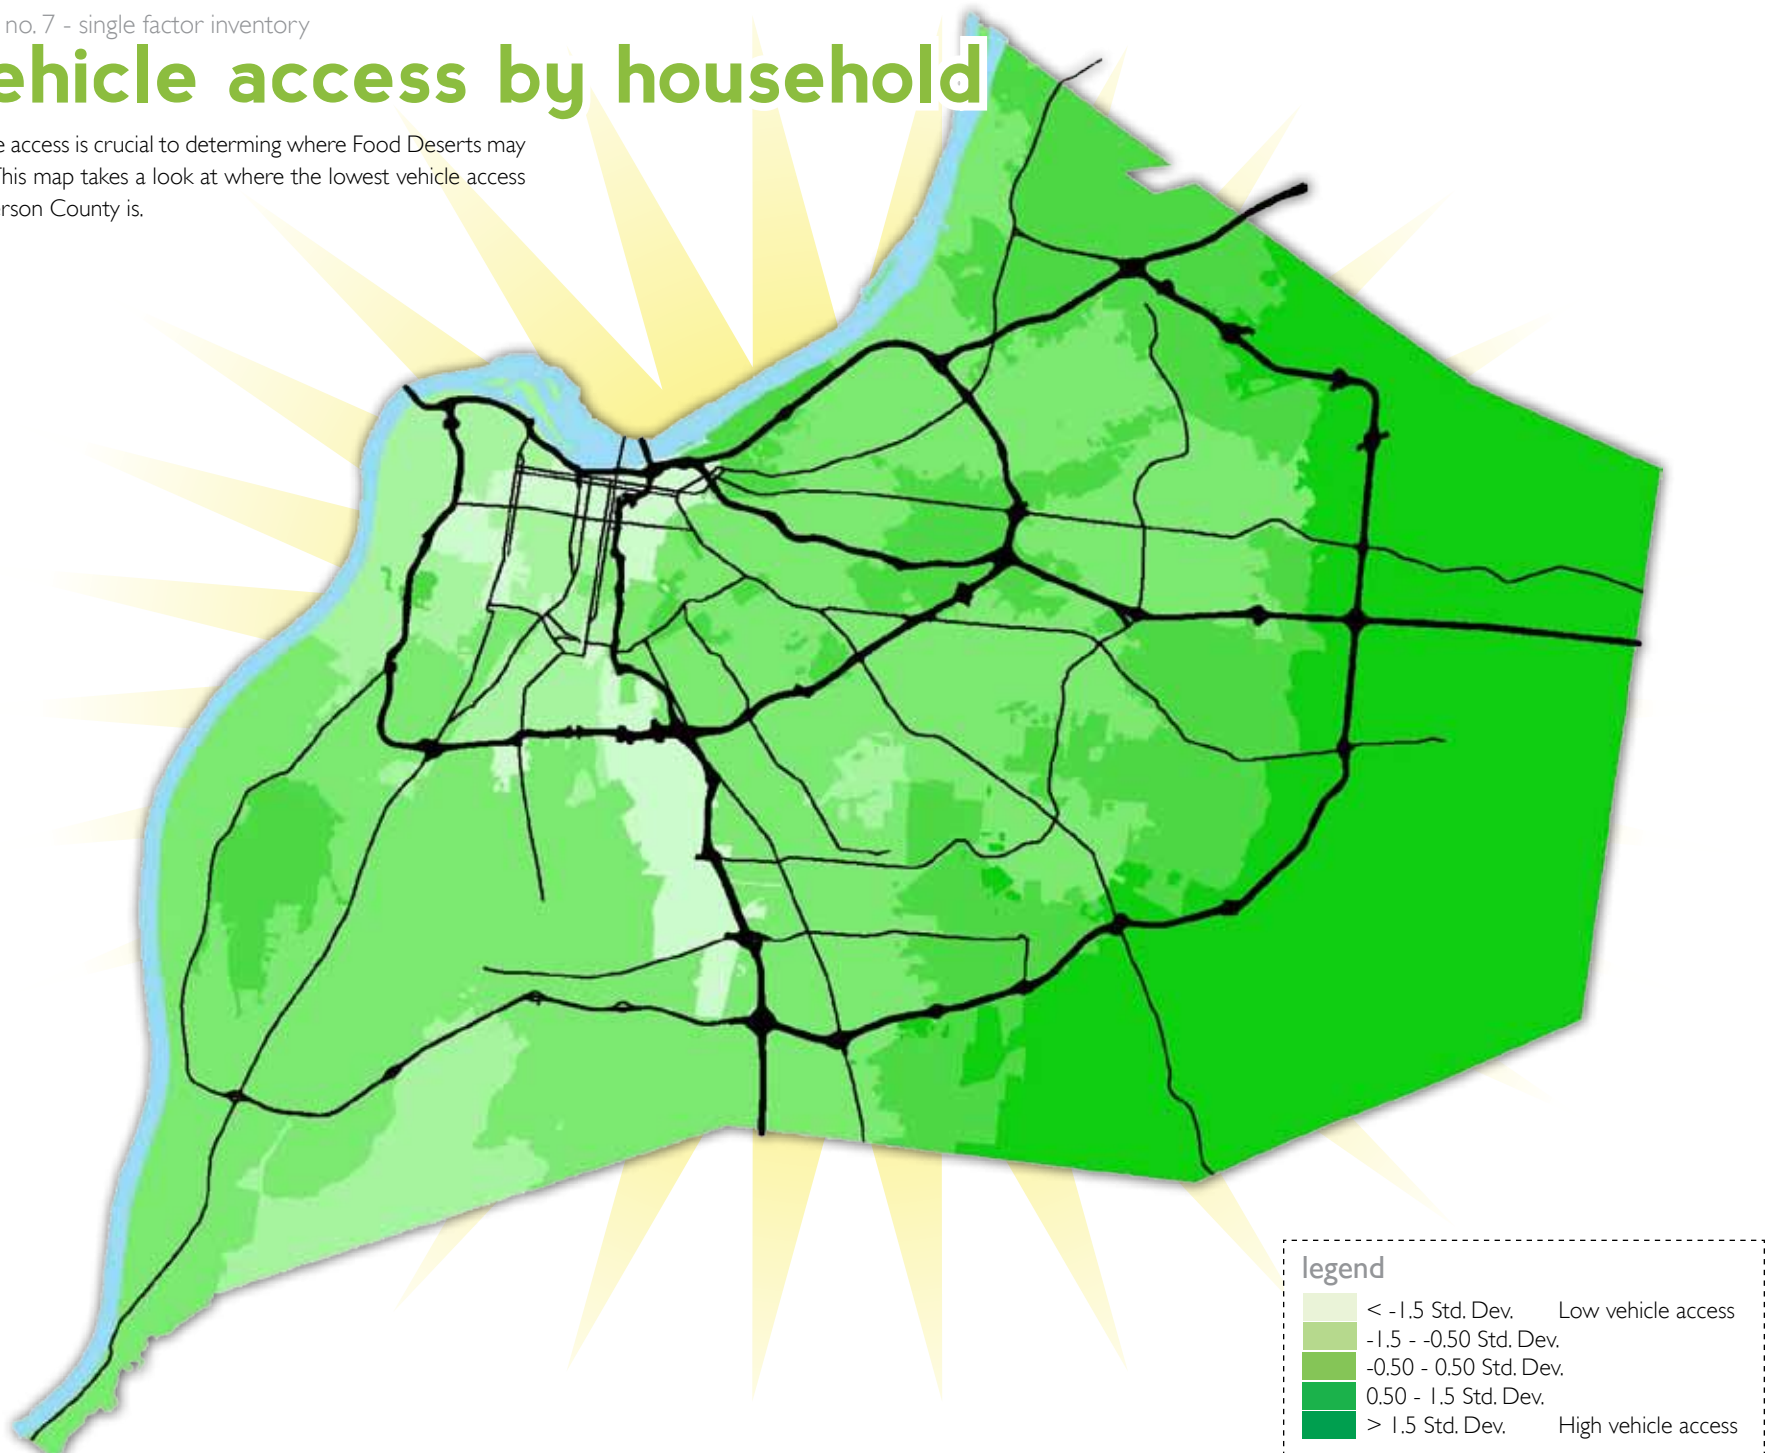 no. 7 - single factor inventory
ehicle access by household
e access is crucial to determing where Food Deserts may
This map takes a look at where the lowest vehicle access
erson County is.
legend
< -1.5 Std. Dev. Low vehicle access
-1.5 - -0.50 Std. Dev.
-0.50 - 0.50 Std. Dev.
0.50 - 1.5 Std. Dev.
> 1.5 Std. Dev. High vehicle access